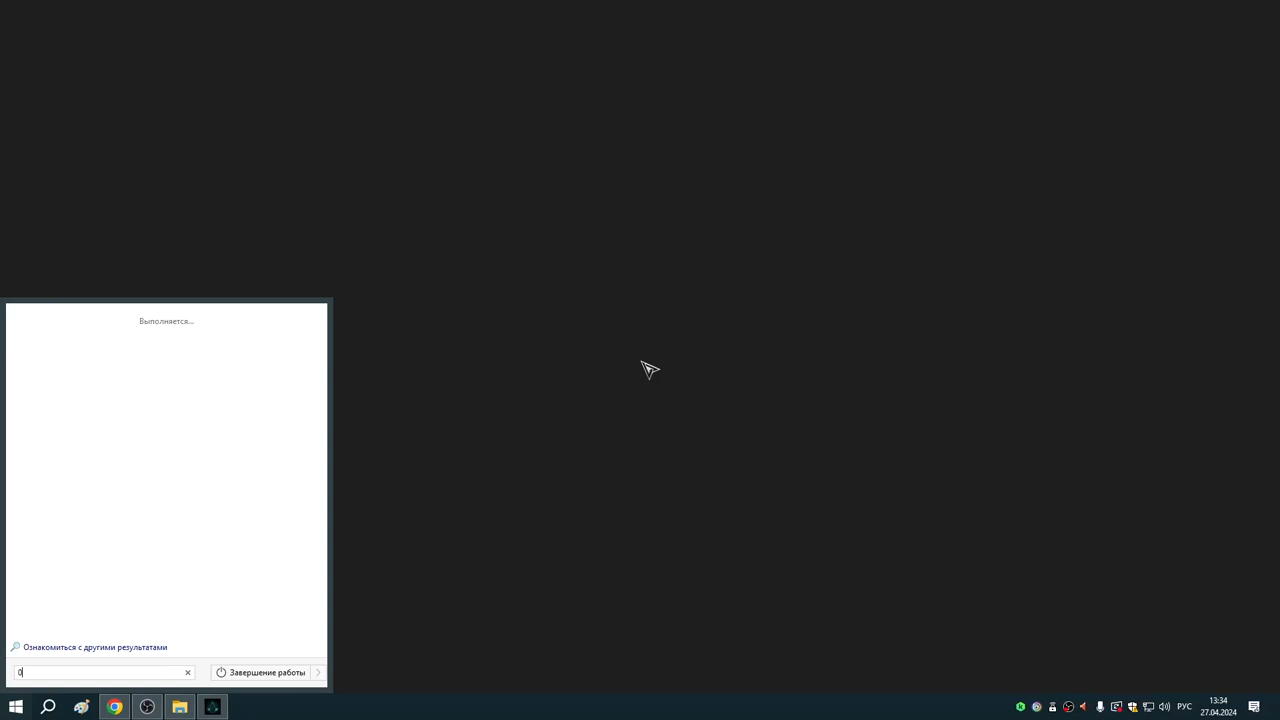 Выполняется...
Ознакомиться с другими результатами
0
Завершение работы
РУС
13:34
27.04.2024